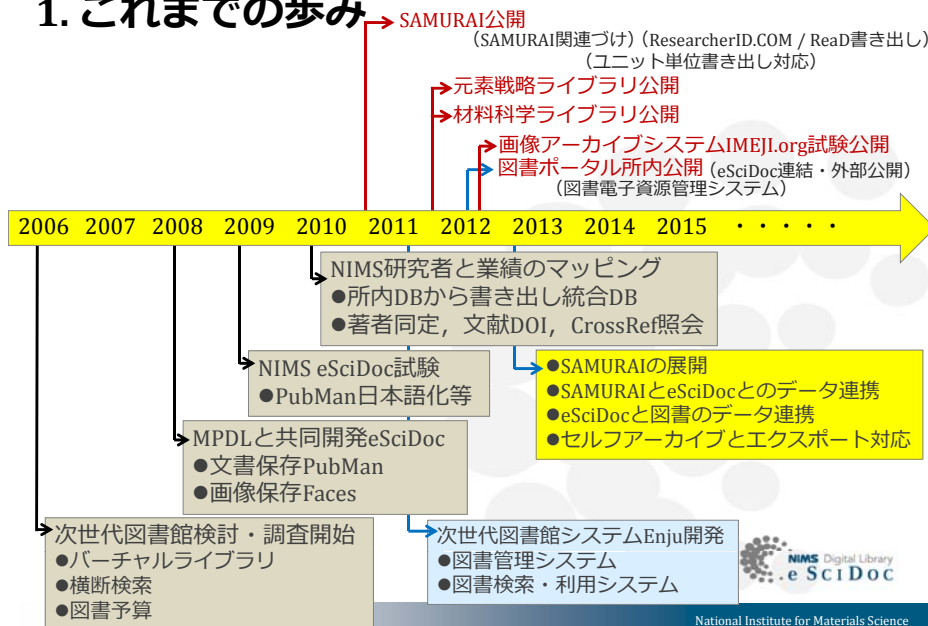 1. これまでの歩み
SAMURAI公開
（SAMURAI関連づけ）（ResearcherID.COM / ReaD書き出し）
（ユニット単位書き出し対応）
元素戦略ライブラリ公開
材料科学ライブラリ公開
画像アーカイブシステムIMEJI.org試験公開
図書ポータル所内公開（eSciDoc連結・外部公開）
（図書電子資源管理システム）
2006 2007 2008 2009 2010 2011 2012 2013 2014 2015 ・・・・・
NIMS研究者と業績のマッピング
●所内DBから書き出し統合DB
●著者同定，文献DOI，CrossRef照会
NIMS eSciDoc試験
●PubMan日本語化等
●SAMURAIの展開
●SAMURAIとeSciDocとのデータ連携
●eSciDocと図書のデータ連携
●セルフアーカイブとエクスポート対応
MPDLと共同開発eSciDoc
●文書保存PubMan
●画像保存Faces
次世代図書館検討・調査開始
●バーチャルライブラリ
●横断検索
●図書予算
次世代図書館システムEnju開発
●図書管理システム
●図書検索・利用システム
NIMS Digital Library
e SciDoc
National Institute for Materials Science